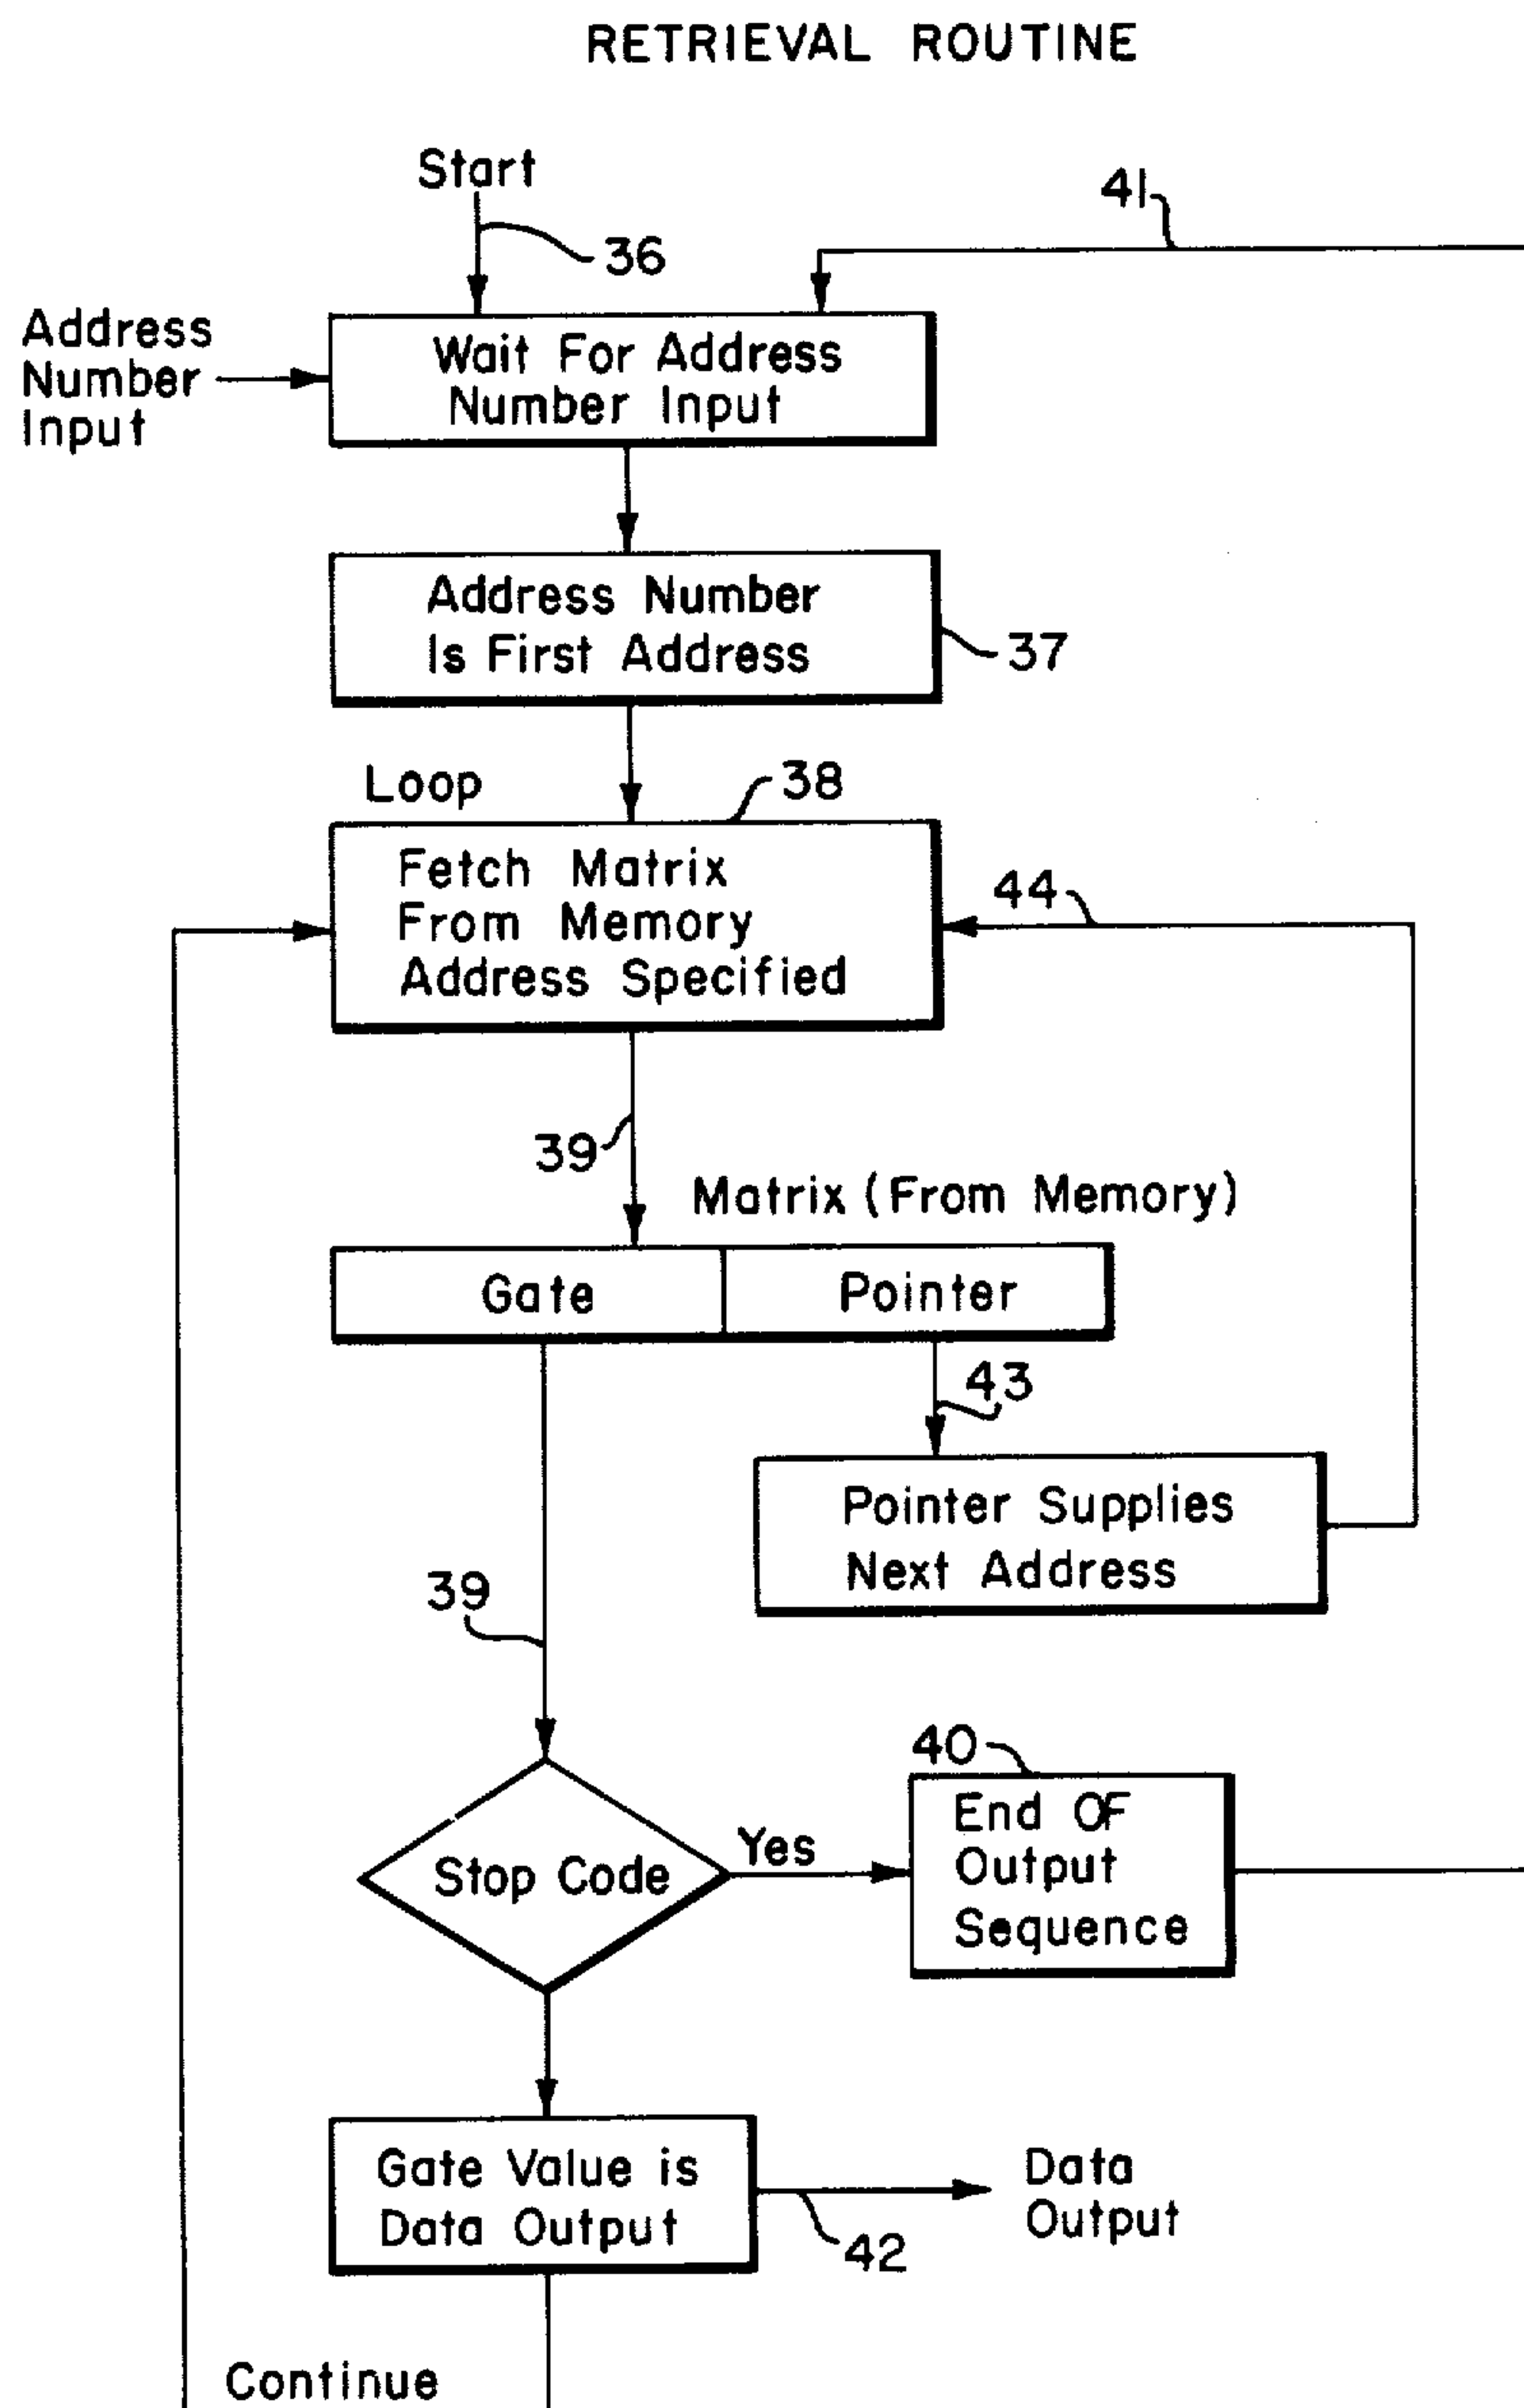 RETRIEVAL ROUTINE
Start
41
36
Address
Number
Input
Wait For Address
Number Input
Address Number
Is First Address
37
Loop
38
Fetch Matrix
From Memory
Address Specified
44
39
Matrix (From Memory)
Gate
Pointer
43
Pointer Supplies
Next Address
39
40
End OF
Output
Sequence
Stop Code
Yes
Gate Value is
Data Output
Data
Output
42
Continue